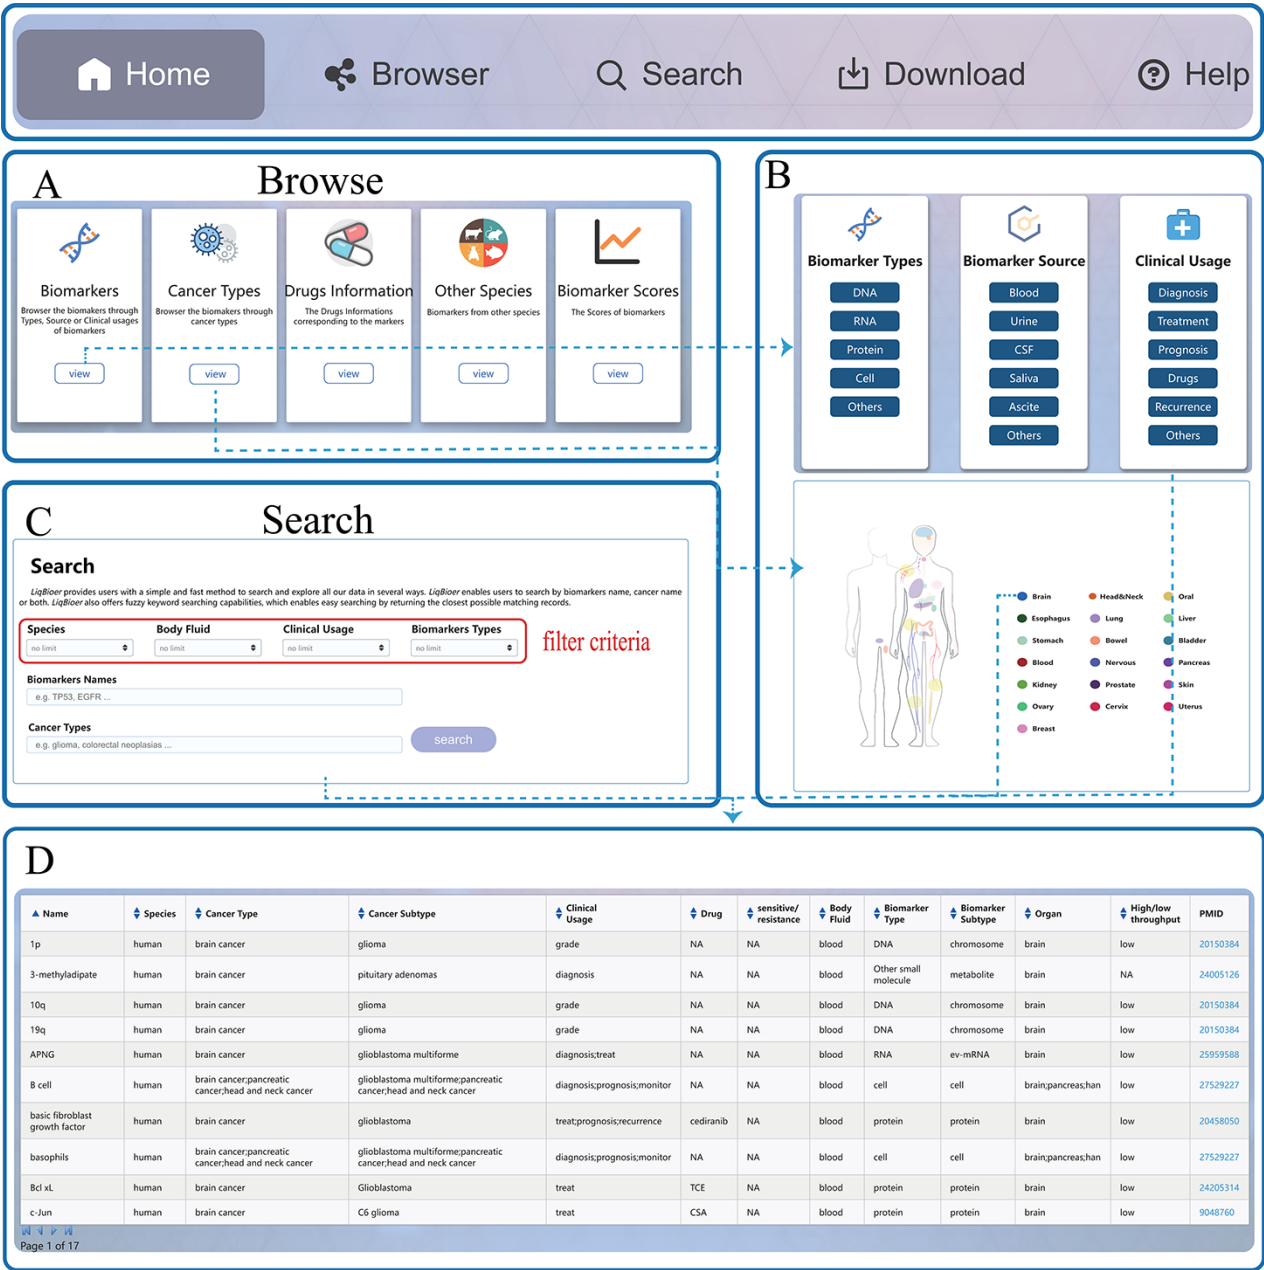 Home
Browser
Search
Download
Help
A
Browse
Biomarkers
Browser the biomakers through
Types, Source or Clinical usages
of biomarkers
view
Cancer Types
Browser the biomarkers through
cancer types
view
Drugs Information
The Drugs Informations
corresponding to the markers
view
Other Species
Biomarkers from other species
view
Biomarker Scores
The Scores of biomarkers
view
B
Biomarker Types
DNA
RNA
Protein
Cell
Others
Biomarker Source
Blood
Urine
CSF
Saliva
Ascite
Others
Clinical Usage
Diagnosis
Treatment
Prognosis
Drugs
Recurrence
Others
Brain Head&Neck Oral
Esophagus Lung Liver
Stomach Bowel Bladder
Blood Nervous Pancreas
Kidney Prostate Skin
Ovary Cervix Uterus
Breast
C
Search
Search
LiqBioer provides users with a simple and fast method to search and explore all our data in several ways. LiqBioer enables users to search by biomarkers name, cancer name
or both. LiqBioer also offers fuzzy keyword searching capabilities, which enables easy searching by returning the closest possible matching records.
Species Body Fluid Clinical Usage Biomarkers Types
no limit no limit no limit no limit
filter criteria
Biomarkers Names
e.g. TP53, EGFR ...
Cancer Types
e.g. glioma, colorectal neoplasias ...
search
D
Name Species Cancer Type Cancer Subtype Clinical Usage Drug sensitive/resistance Body Fluid Biomarker Type Biomarker Subtype Organ High/low throughput PMID
1p human brain cancer glioma grade NA NA blood DNA chromosome brain low 20150384
3-methyladipate human brain cancer pituitary adenomas diagnosis NA NA blood Other small molecule metabolite brain NA 24005126
10q human brain cancer glioma grade NA NA blood DNA chromosome brain low 20150384
19q human brain cancer glioma grade NA NA blood DNA chromosome brain low 20150384
APNG human brain cancer glioblastoma multiforme diagnosis;treat NA NA blood RNA ev-mRNA brain low 25959588
B cell human brain cancer;pancreatic cancer;head and neck cancer glioblastoma multiforme;pancreatic cancer;head and neck cancer diagnosis;prognosis;monitor NA NA blood cell cell brain;pancreas;han low 27529227
basic fibroblast growth factor human brain cancer glioblastoma treat;prognosis;recurrence cediranib NA blood protein protein brain low 20458050
basophils human brain cancer;pancreatic cancer;head and neck cancer glioblastoma multiforme;pancreatic cancer;head and neck cancer diagnosis;prognosis;monitor NA NA blood cell cell brain;pancreas;han low 27529227
Bcl xL human brain cancer Glioblastoma treat TCE NA blood protein protein brain low 24205314
c-Jun human brain cancer C6 glioma treat CSA NA blood protein protein brain low 9048760
Page 1 of 17